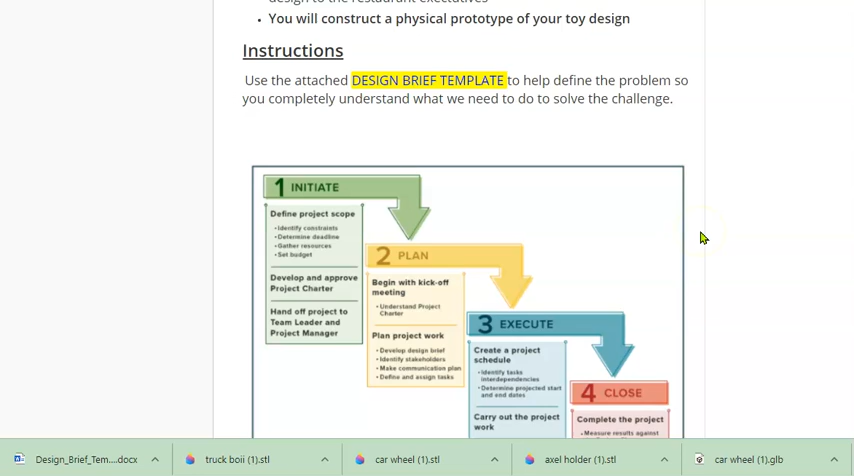 design to the restaurant exectutives
• You will construct a physical prototype of your toy design
Instructions
Use the attached DESIGN BRIEF TEMPLATE to help define the problem so
you completely understand what we need to do to solve the challenge.
1 INITIATE
Define project scope
• Identify constraints
• Determine deadline
• Gather resources
• Set budget
Develop and approve
Project Charter
Hand off project to
Team Leader and
Project Manager
2 PLAN
Begin with kick-off
meeting
• Understand Project
Charter
Plan project work
• Develop design brief
• Identify stakeholders
• Make communication plan
• Define and assign tasks
3 EXECUTE
Create a project
schedule
• Identify tasks
interdependencies
• Determine projected start
and end dates
Carry out the project
work
4 CLOSE
Complete the project
• Measure results against
Design_Brief_Tem....docx
truck boii (1).stl
car wheel (1).stl
axel holder (1).stl
car wheel (1).glb